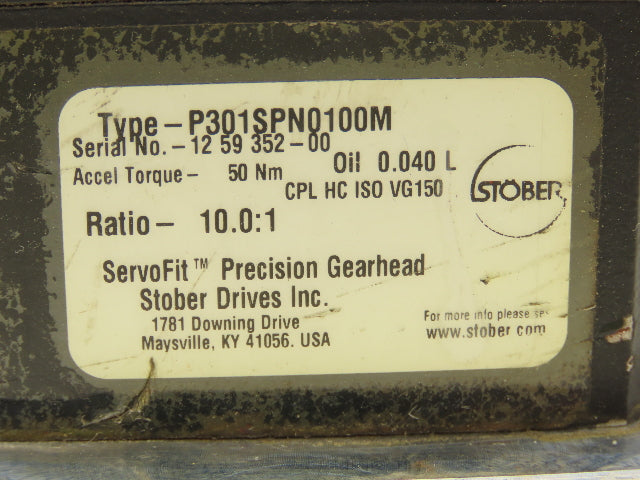 Type – P301SPN0100M
Serial No. – 12 59 352 – 00
Accel Torque – 50 Nm Oil 0.040 L
CPL HC ISO VG150
STÖBER
Ratio – 10.0:1
ServoFit™ Precision Gearhead
Stober Drives Inc.
1781 Downing Drive
Maysville, KY 41056. USA
For more info please
www.stober.com